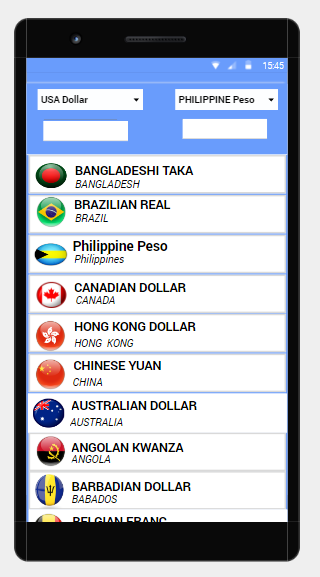 15:45
USA Dollar
PHILIPPINE Peso
BANGLADESHI TAKA
BANGLADESH
BRAZILIAN REAL
BRAZIL
Philippine Peso
Philippines
CANADIAN DOLLAR
CANADA
HONG KONG DOLLAR
HONG KONG
CHINESE YUAN
CHINA
AUSTRALIAN DOLLAR
AUSTRALIA
ANGOLAN KWANZA
ANGOLA
BARBADIAN DOLLAR
BABADOS
BELGIAN FRANC